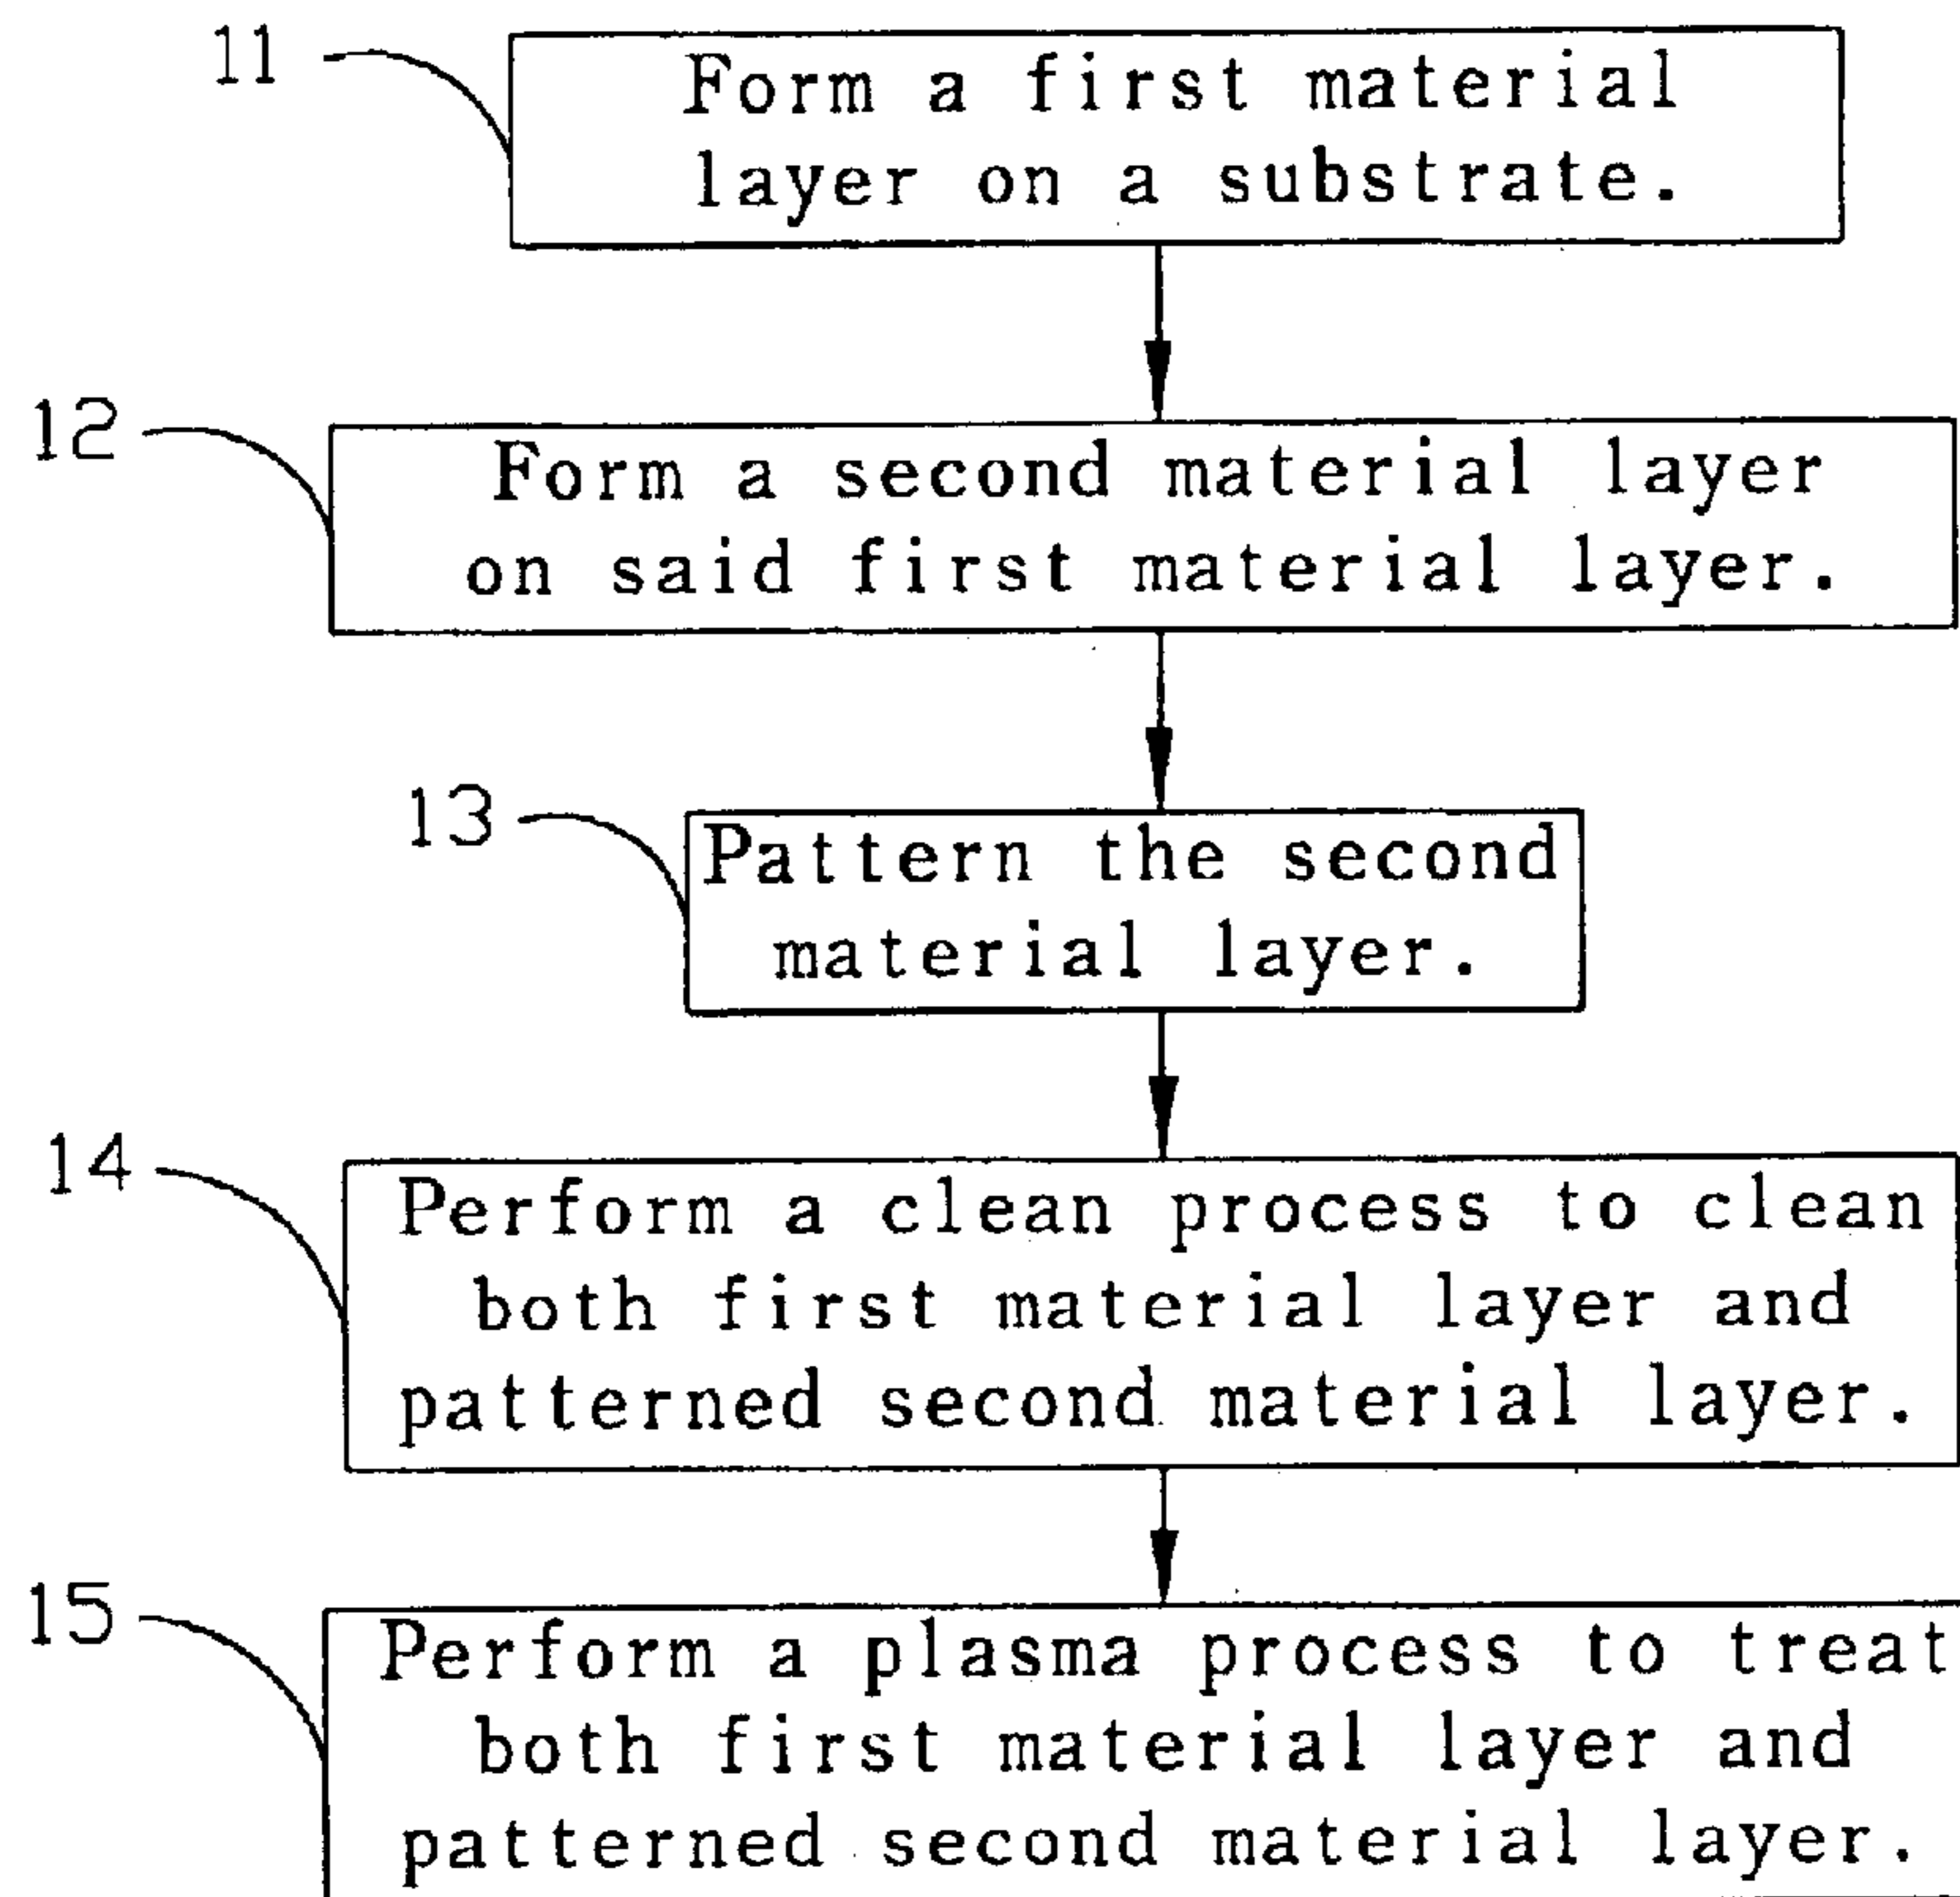 11
Form a first material
layer on a substrate.
12
Form a second material layer
on said first material layer.
13
Pattern the second
material layer.
14
Perform a clean process to clean
both first material layer and
patterned second material layer.
15
Perform a plasma process to treat
both first material layer and
patterned second material layer.